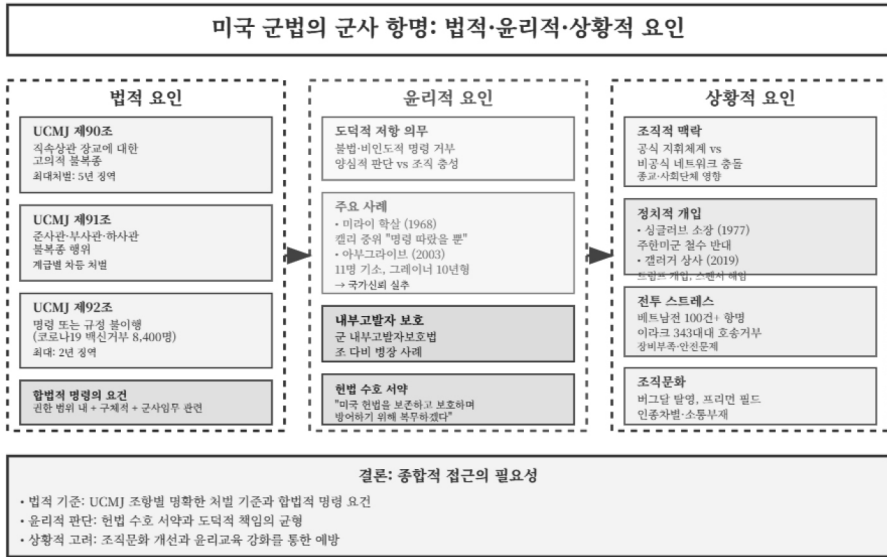 미국 군법의 군사 항명: 법적·윤리적·상황적 요인
법적 요인
UCMJ 제90조
직속상관 장교에 대한
고의적 불복종
최대처벌: 5년 징역
UCMJ 제91조
준사관·부사관·하사관
불복종 행위
계급별 차등 처벌
UCMJ 제92조
명령 또는 규정 불이행
(코로나19 백신거부 8,400명)
최대: 2년 징역
합법적 명령의 요건
권한 범위 내 + 구체적 + 군사임무 관련
윤리적 요인
도덕적 저항 의무
불법·비인도적 명령 거부
양심적 판단 vs 조직 충성
주요 사례
• 미라이 학살 (1968)
캘리 중위 "명령 따랐을 뿐"
• 아부그라이브 (2003)
11명 기소, 그레이너 10년형
→ 국가신뢰 실추
내부고발자 보호
군 내부고발자보호법
조 다비 병장 사례
헌법 수호 서약
"미국 헌법을 보존하고 보호하며
방어하기 위해 복무하겠다"
상황적 요인
조직적 맥락
공식 지휘체계 vs
비공식 네트워크 충돌
종교·사회단체 영향
정치적 개입
• 싱글러브 소장 (1977)
주한미군 철수 반대
• 갤러거 상사 (2019)
트럼프 개입, 스펜서 해임
전투 스트레스
베트남전 100건+ 항명
이라크 343대대 호송거부
장비부족·안전문제
조직문화
버그달 탈영, 프리먼 필드
인종차별·소통부재
결론: 종합적 접근의 필요성
• 법적 기준: UCMJ 조항별 명확한 처벌 기준과 합법적 명령 요건
• 윤리적 판단: 헌법 수호 서약과 도덕적 책임의 균형
• 상황적 고려: 조직문화 개선과 윤리교육 강화를 통한 예방